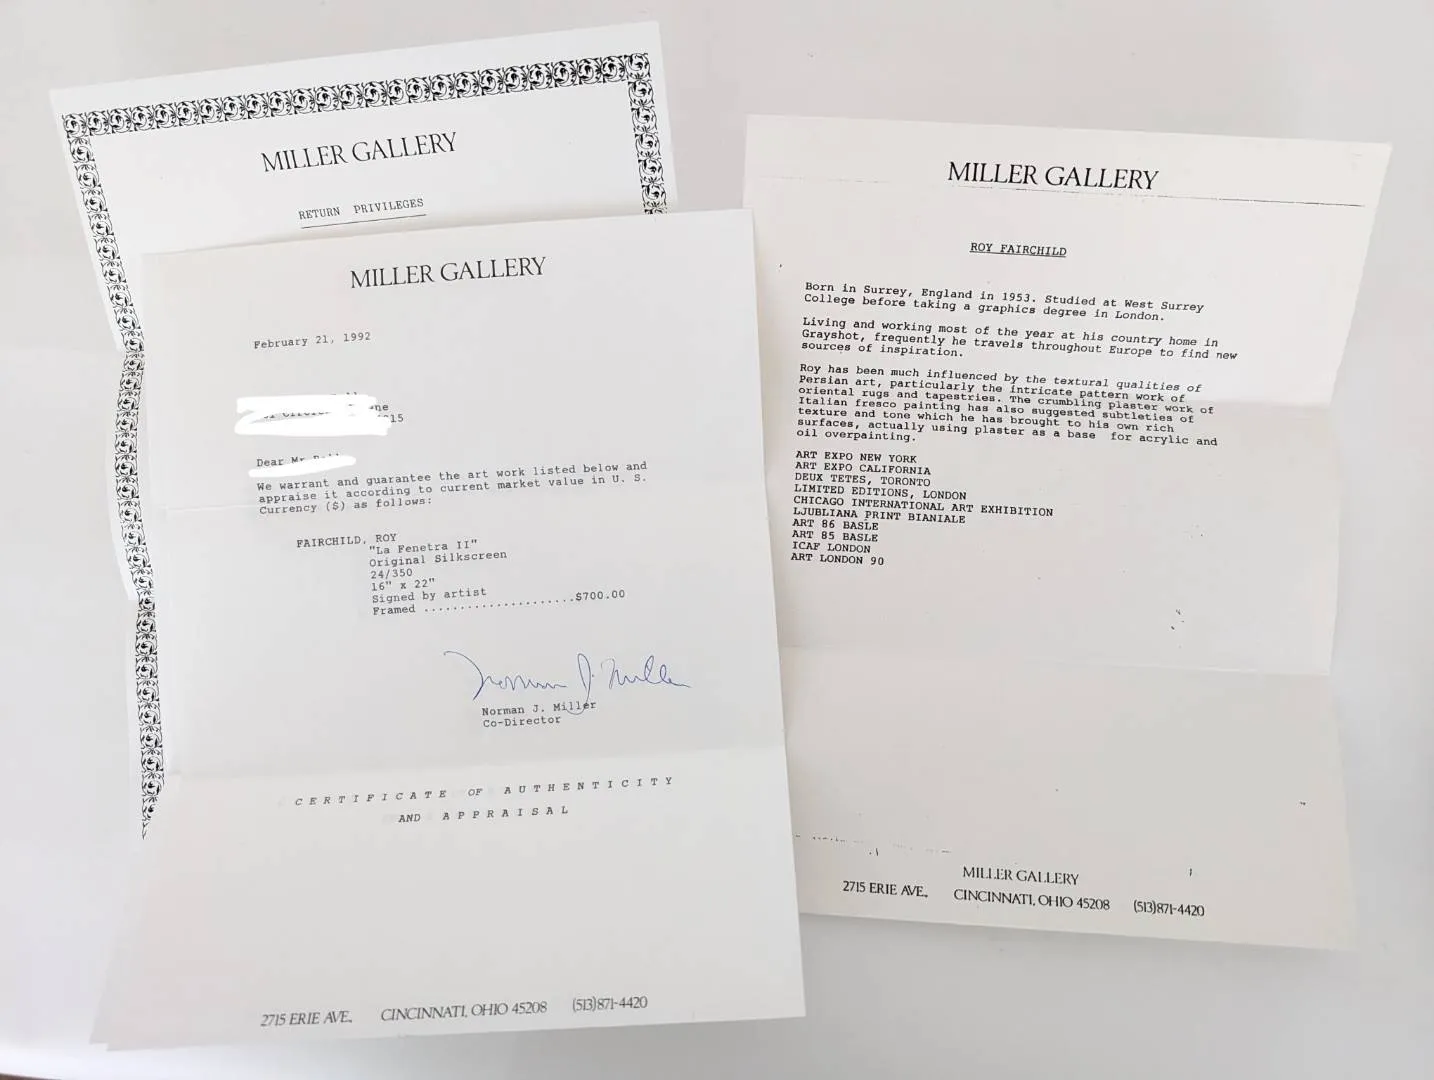 MILLER GALLERY
RETURN PRIVILEGES
MILLER GALLERY
February 21, 1992
Dear Mr
We warrant and guarantee the art work listed below and
appraise it according to current market value in U. S.
Currency ($) as follows:
FAIRCHILD, ROY
"La Fenetra II"
Original Silkscreen
24/350
16" x 22"
Signed by artist
Framed ......................$700.00
Norman J. Miller
Norman J. Miller
Co-Director
CERTIFICATE OF AUTHENTICITY
AND APPRAISAL
2715 ERIE AVE., CINCINNATI, OHIO 45208 (513)871-4420
MILLER GALLERY
ROY FAIRCHILD
Born in Surrey, England in 1953. Studied at West Surrey
College before taking a graphics degree in London.
Living and working most of the year at his country home in
Grayshot, frequently he travels throughout Europe to find new
sources of inspiration.
Roy has been much influenced by the textural qualities of
Persian art, particularly the intricate pattern work of
oriental rugs and tapestries. The crumbling plaster work of
Italian fresco painting has also suggested subtleties of
texture and tone which he has brought to his own rich
surfaces, actually using plaster as a base for acrylic and
oil overpainting.
ART EXPO NEW YORK
ART EXPO CALIFORNIA
DEUX TETES, TORONTO
LIMITED EDITIONS, LONDON
CHICAGO INTERNATIONAL ART EXHIBITION
LJUBLIANA PRINT BIANIALE
ART 86 BASLE
ART 85 BASLE
ICAF LONDON
ART LONDON 90
MILLER GALLERY
2715 ERIE AVE., CINCINNATI, OHIO 45208 (513)871-4420